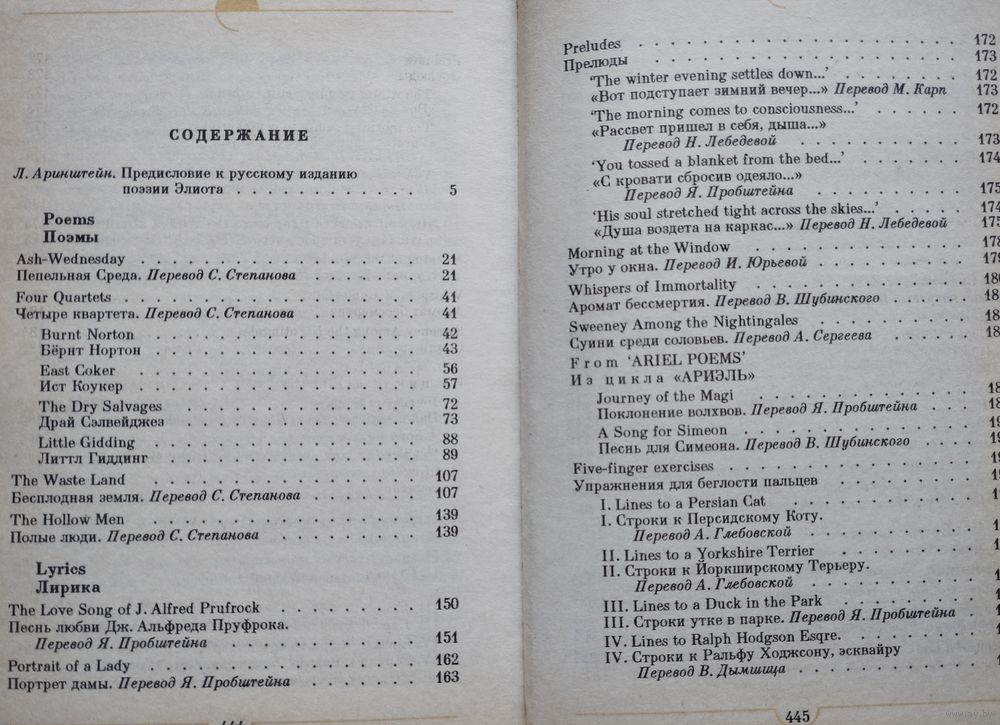 СОДЕРЖАНИЕ
Л. Аринштейн. Предисловие к русскому изданию
поэзии Элиота . . . . . . . . . . . . 5
Poems
Поэмы
Ash-Wednesday . . . . . . . . . . . . 21
Пепельная Среда. Перевод С. Степанова . . . . . . 21
Four Quartets . . . . . . . . . . . . 41
Четыре квартета. Перевод С. Степанова . . . . . . 41
Burnt Norton . . . . . . . . . . . . 42
Бёрнт Нортон . . . . . . . . . . . . 43
East Coker . . . . . . . . . . . . 56
Ист Коукер . . . . . . . . . . . . 57
The Dry Salvages . . . . . . . . . . . . 72
Драй Сэлвейджез . . . . . . . . . . . . 73
Little Gidding . . . . . . . . . . . . 88
Литтл Гиддинг . . . . . . . . . . . . 89
The Waste Land . . . . . . . . . . . . 107
Бесплодная земля. Перевод С. Степанова . . . . . . 107
The Hollow Men . . . . . . . . . . . . 139
Полые люди. Перевод С. Степанова . . . . . . 139
Lyrics
Лирика
The Love Song of J. Alfred Prufrock . . . . . . 150
Песнь любви Дж. Альфреда Пруфрока.
Перевод Я. Пробштейна . . . . . . 151
Portrait of a Lady . . . . . . . . . . . . 162
Портрет дамы. Перевод Я. Пробштейна . . . . . . 163
Preludes . . . . . . . . . . . . 172
Прелюды . . . . . . . . . . . . 173
‘The winter evening settles down...’ . . . . . . 172
«Вот подступает зимний вечер...» Перевод М. Карп 173
‘The morning comes to consciousness...’ . . . . . 172
«Рассвет пришел в себя, дыша...»
Перевод Н. Лебедевой . . . . . . 173
‘You tossed a blanket from the bed...’ . . . . . . 174
«С кровати сбросив одеяло...»
Перевод Я. Пробштейна . . . . . . 175
‘His soul stretched tight across the skies...’ . . . . . 174
«Душа воздета на каркас...» Перевод Н. Лебедевой 175
Morning at the Window . . . . . . . . . . . . 178
Утро у окна. Перевод И. Юрьевой . . . . . . 179
Whispers of Immortality . . . . . . . . . . . .
Аромат бессмертия. Перевод В. Шубинского . . . .
Sweeney Among the Nightingales . . . . . .
Суини среди соловьев. Перевод А. Сергеева . . . .
From ‘ARIEL POEMS’
Из цикла «АРИЭЛЬ»
Journey of the Magi . . . . . . . . . . . .
Поклонение волхвов. Перевод Я. Пробштейна . . .
A Song for Simeon . . . . . . . . . . . .
Песнь для Симеона. Перевод В. Шубинского . . . .
Five-finger exercises . . . . . . . . . . . .
Упражнения для беглости пальцев . . . . . .
I. Lines to a Persian Cat . . . . . . . . .
I. Строки к Персидскому Коту.
Перевод А. Глебовской . . . . . . . . .
II. Lines to a Yorkshire Terrier . . . . . .
II. Строки к Йоркширскому Терьеру.
Перевод А. Глебовской . . . . . . . . .
III. Lines to a Duck in the Park . . . . . .
III. Строки утке в парке. Перевод Я. Пробштейна .
IV. Lines to Ralph Hodgson Esqre. . . . . . .
IV. Строки к Ральфу Ходжсону, эсквайру
Перевод В. Дымшица . . . . . . . . .
445